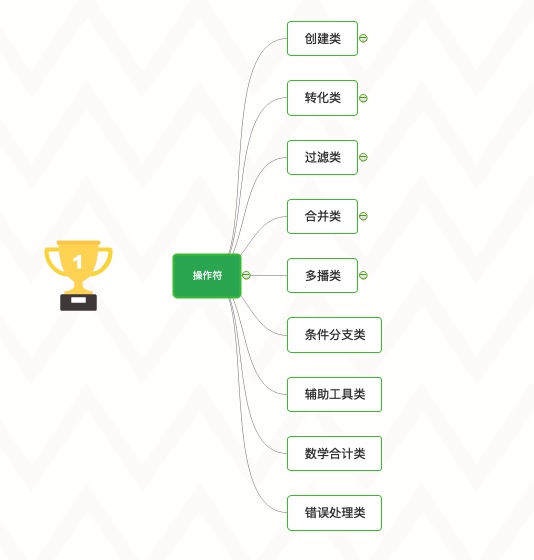 创建类
转化类
过滤类
合并类
1
操作符
多播类
条件分支类
辅助工具类
数学合计类
错误处理类